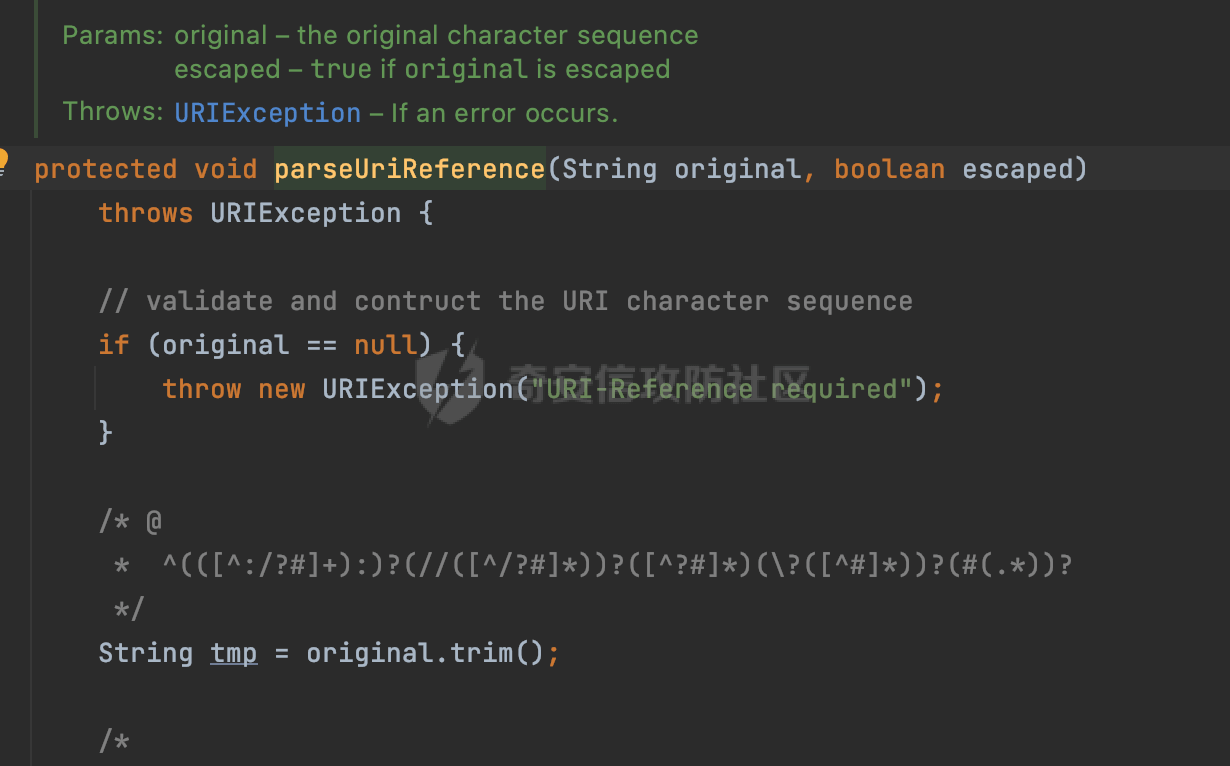 Params: original – the original character sequence
escaped – true if original is escaped
Throws: URIException – If an error occurs.
protected void parseUriReference(String original, boolean escaped)
throws URIException {
// validate and contruct the URI character sequence
if (original == null) {
throw new URIException("URI-Reference required");
}
/* @
* ^(([^:/?#]+):)?(//([^/?#]*))?([^?#]*)(\?([^#]*))?(#(.*))?
*/
String tmp = original.trim();
/*
奇安信攻防社区